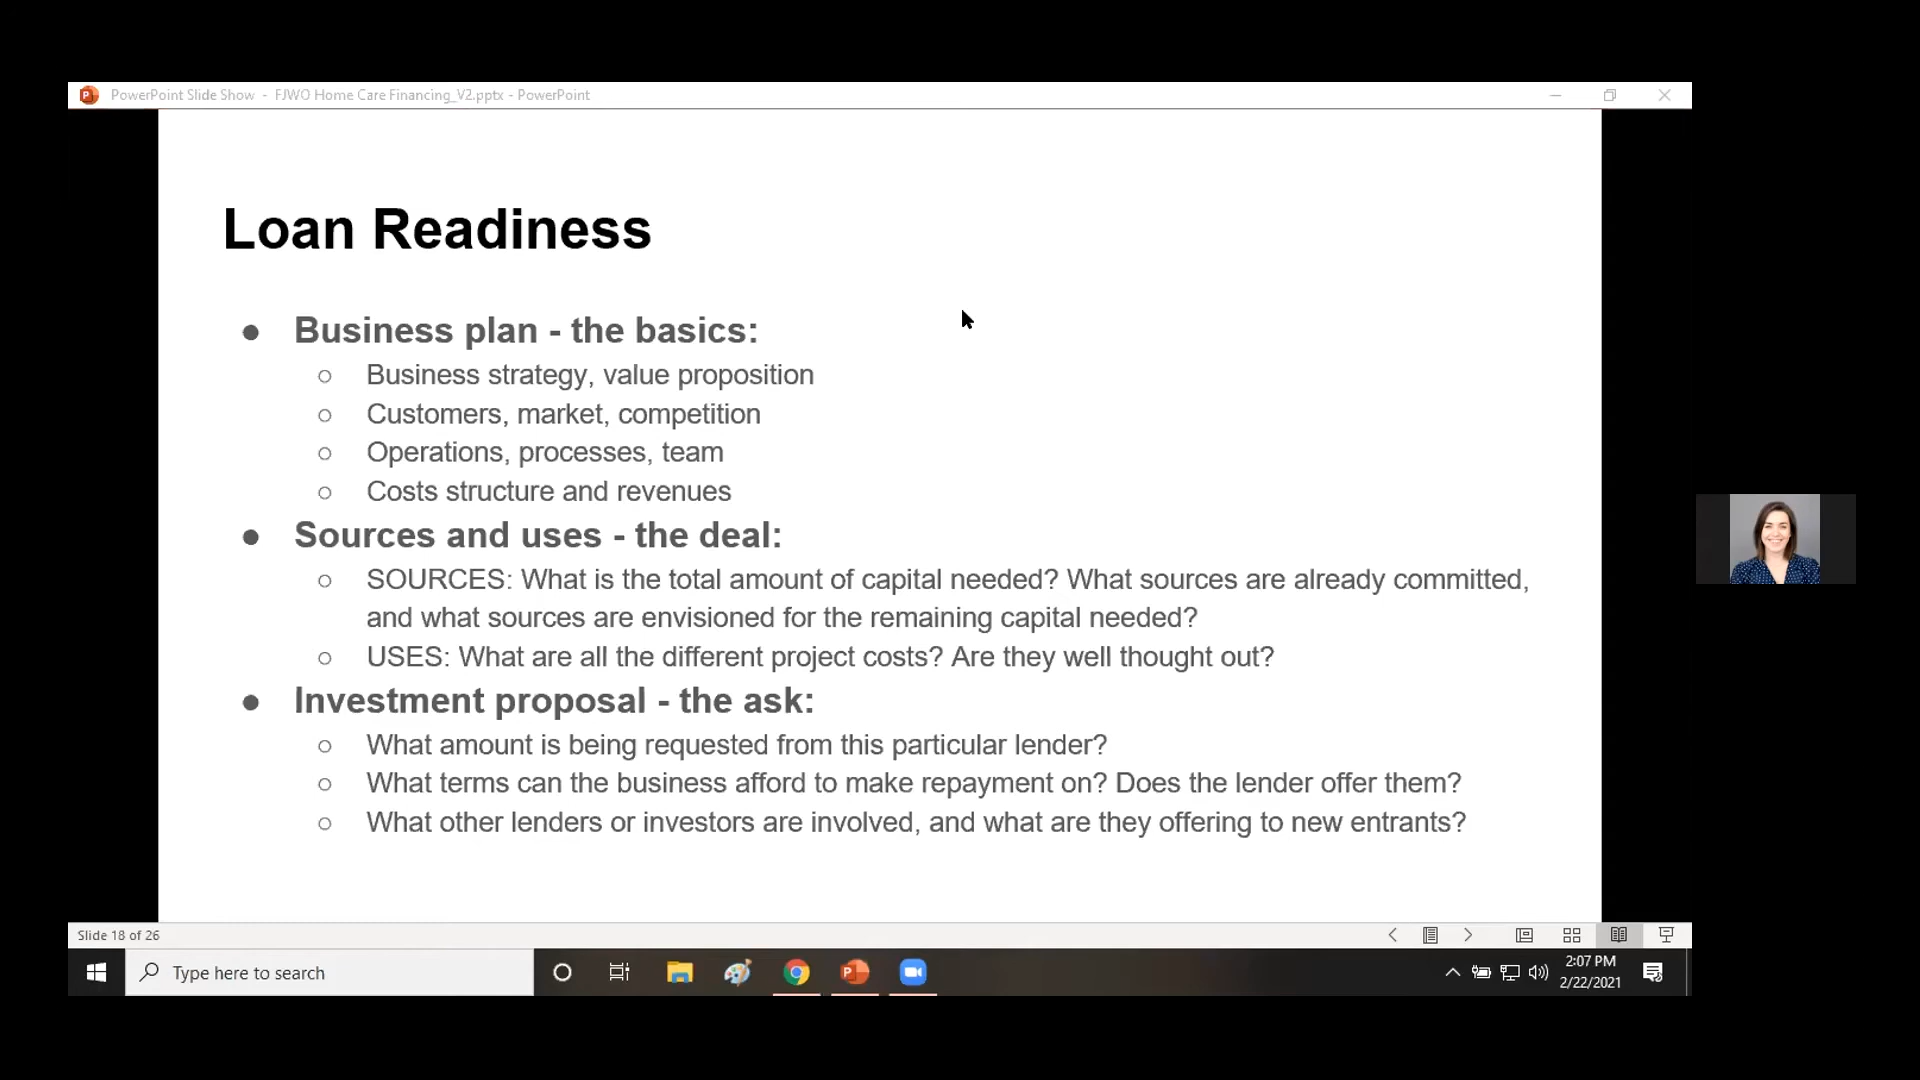 PowerPoint Slide Show - FJWO Home Care Financing_V2.pptx - PowerPoint
Loan Readiness
● Business plan - the basics:
○ Business strategy, value proposition
○ Customers, market, competition
○ Operations, processes, team
○ Costs structure and revenues
● Sources and uses - the deal:
○ SOURCES: What is the total amount of capital needed? What sources are already committed,
and what sources are envisioned for the remaining capital needed?
○ USES: What are all the different project costs? Are they well thought out?
● Investment proposal - the ask:
○ What amount is being requested from this particular lender?
○ What terms can the business afford to make repayment on? Does the lender offer them?
○ What other lenders or investors are involved, and what are they offering to new entrants?
Slide 18 of 26
Type here to search
2:07 PM
2/22/2021